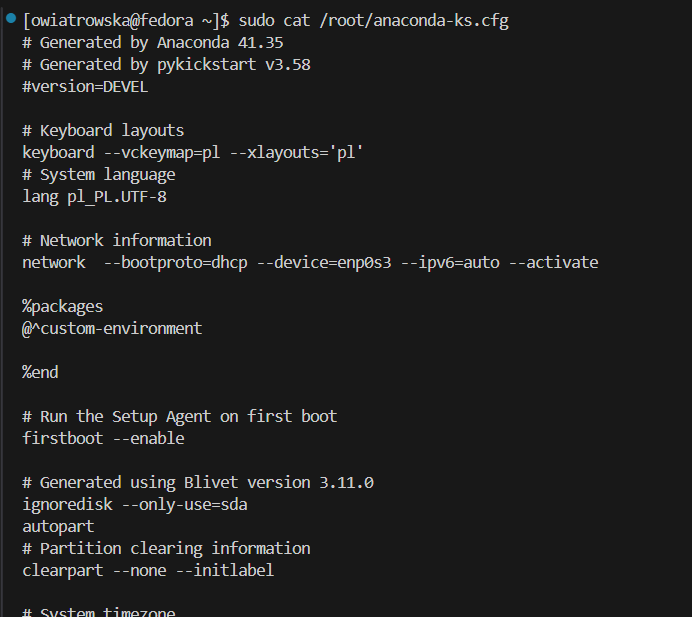 [owiatrowska@fedora ~]$ sudo cat /root/anaconda-ks.cfg
# Generated by Anaconda 41.35
# Generated by pykickstart v3.58
#version=DEVEL
# Keyboard layouts
keyboard --vckeymap=pl --xlayouts='pl'
# System language
lang pl_PL.UTF-8
# Network information
network  --bootproto=dhcp --device=enp0s3 --ipv6=auto --activate
%packages
@^custom-environment
%end
# Run the Setup Agent on first boot
firstboot --enable
# Generated using Blivet version 3.11.0
ignoredisk --only-use=sda
autopart
# Partition clearing information
clearpart --none --initlabel
# System timezone